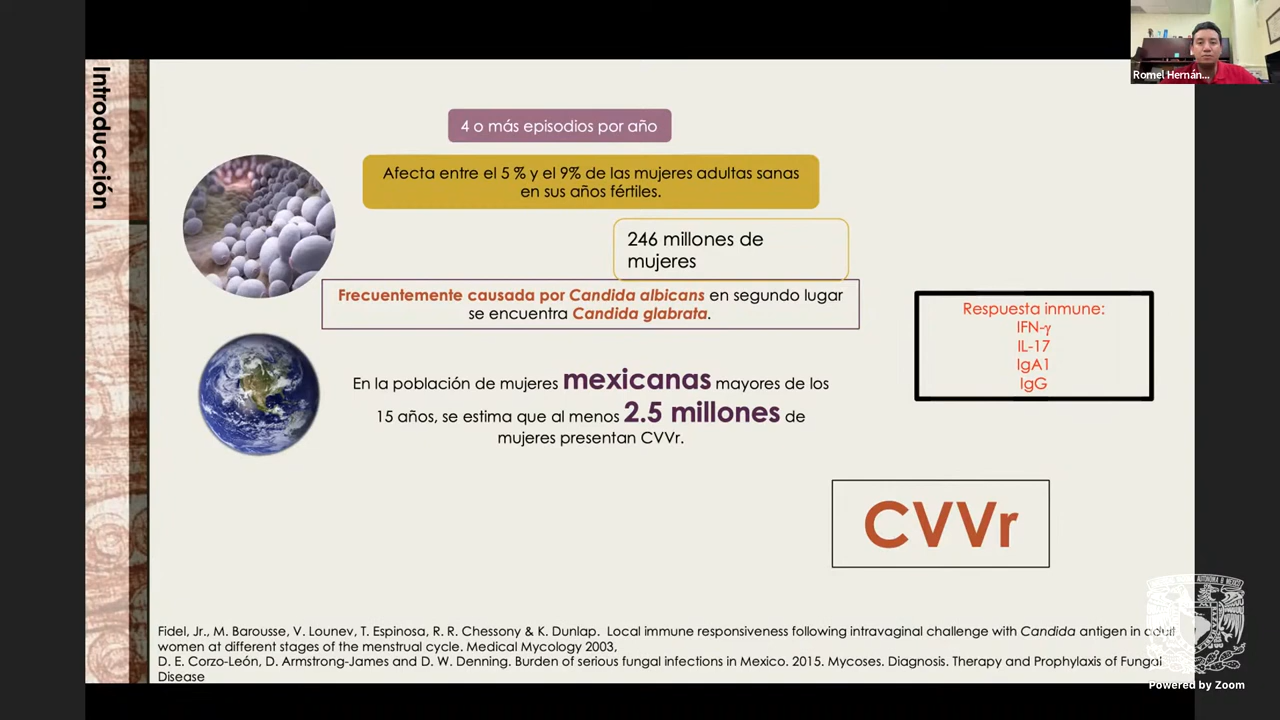 Romel Hernán...
Introducción
4 o más episodios por año
Afecta entre el 5 % y el 9% de las mujeres adultas sanas
en sus años fértiles.
246 millones de
mujeres
Frecuentemente causada por Candida albicans en segundo lugar
se encuentra Candida glabrata.
Respuesta inmune:
IFN-γ
IL-17
IgA1
IgG
En la población de mujeres mexicanas mayores de los
15 años, se estima que al menos 2.5 millones de
mujeres presentan CVVr.
CVVr
Fidel, Jr., M. Barousse, V. Lounev, T. Espinosa, R. R. Chessony & K. Dunlap. Local immune responsiveness following intravaginal challenge with Candida antigen in adult
women at different stages of the menstrual cycle. Medical Mycology 2003,
D. E. Corzo-León, D. Armstrong-James and D. W. Denning. Burden of serious fungal infections in Mexico. 2015. Mycoses. Diagnosis. Therapy and Prophylaxis of Fungal
Disease
Powered by Zoom